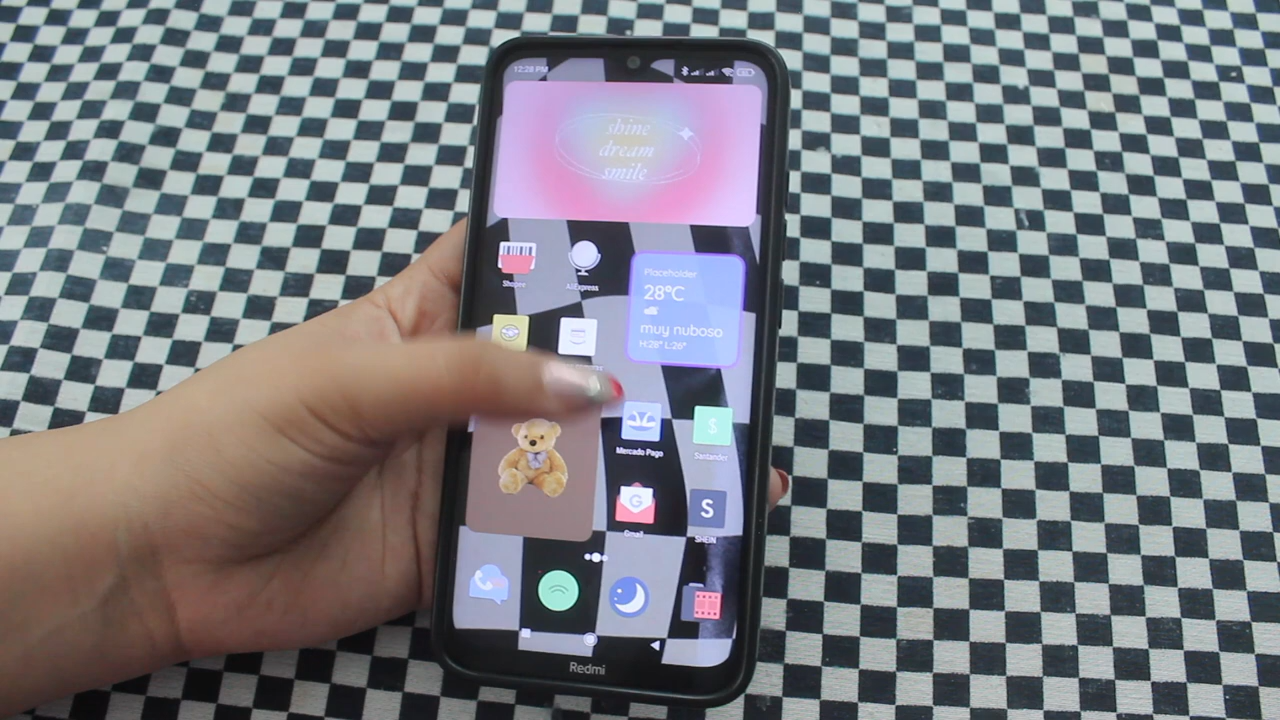 12:28 PM
shine
dream
smile
Shopee
AliExpress
Placeholder
28°C
muy nuboso
H:28° L:26°
$
Mercado Pago
Santander
G
S
Gmail
SHEIN
Redmi